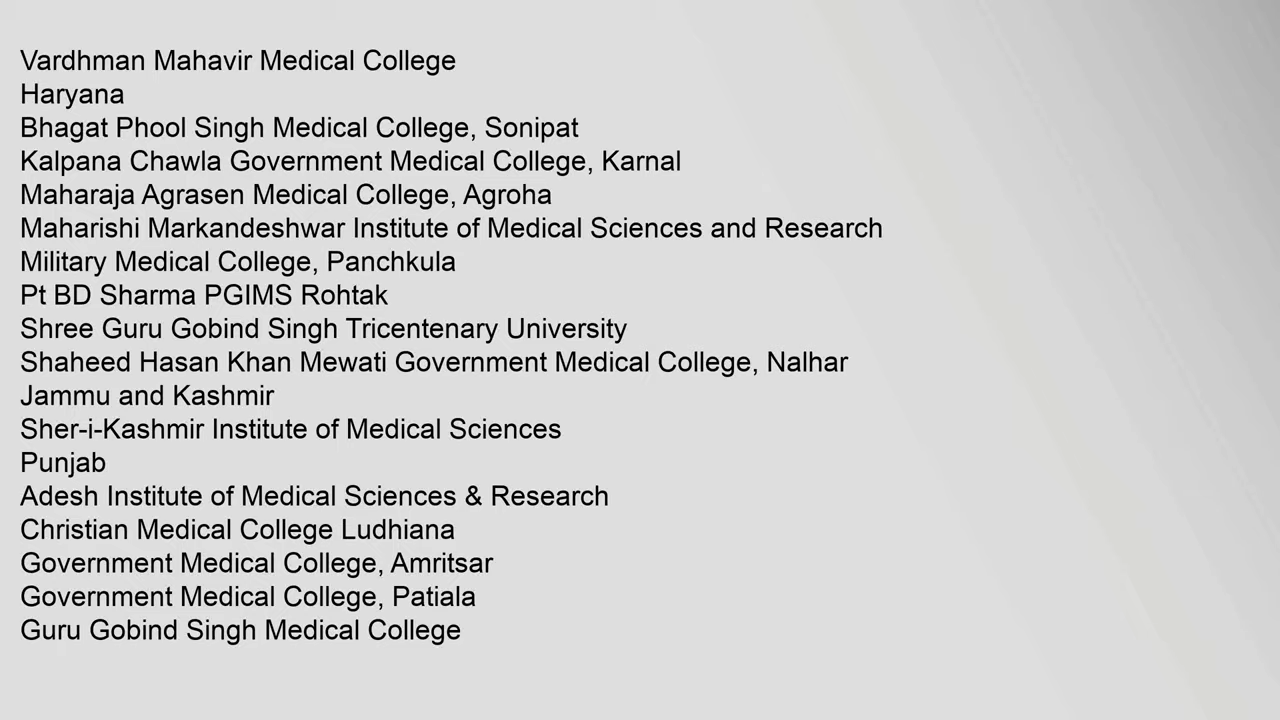 Vardhman Mahavir Medical College
Haryana
Bhagat Phool Singh Medical College, Sonipat
Kalpana Chawla Government Medical College, Karnal
Maharaja Agrasen Medical College, Agroha
Maharishi Markandeshwar Institute of Medical Sciences and Research
Military Medical College, Panchkula
Pt BD Sharma PGIMS Rohtak
Shree Guru Gobind Singh Tricentenary University
Shaheed Hasan Khan Mewati Government Medical College, Nalhar
Jammu and Kashmir
Sher-i-Kashmir Institute of Medical Sciences
Punjab
Adesh Institute of Medical Sciences & Research
Christian Medical College Ludhiana
Government Medical College, Amritsar
Government Medical College, Patiala
Guru Gobind Singh Medical College